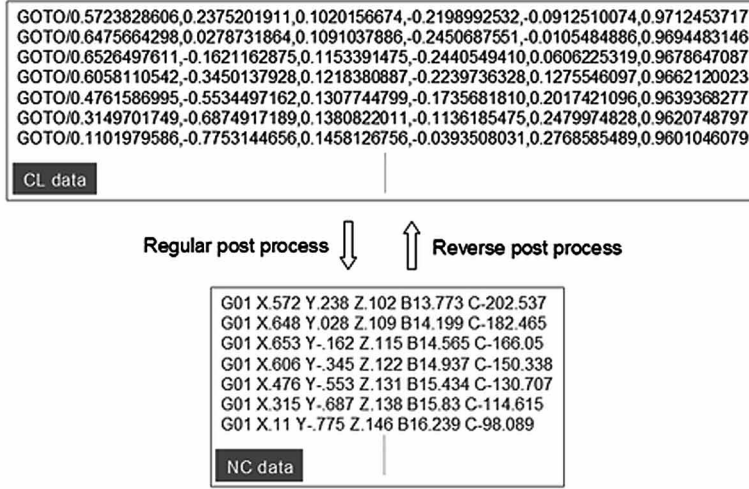 GOTO/0.5723828606,0.2375201911,0.1020156674,-0.2198992532,-0.0912510074,0.9712453717
GOTO/0.6475664298,0.02787318​64,0.1091037886,-0.2450687551,-0.0105484886,0.9694483146
GOTO/0.6526497611,-0.1621162875,0.1153391475,-0.2440549410,0.0606225319,0.9678647087
GOTO/0.6058110542,-0.3450137928,0.1218380887,-0.2239736328,0.1275546097,0.9662120023
GOTO/0.4761586995,-0.5534497162,0.1307744799,-0.1735681810,0.2017421096,0.9639368277
GOTO/0.3149701749,-0.6874917189,0.1380822011,-0.1136185475,0.2479974828,0.9620748797
GOTO/0.1101979586,-0.7753144656,0.1458126756,-0.0393508031,0.2768585489,0.9601046079
CL data
Regular post process
Reverse post process
G01 X.572 Y.238 Z.102 B13.773 C-202.537
G01 X.648 Y.028 Z.109 B14.199 C-182.465
G01 X.653 Y-.162 Z.115 B14.565 C-166.05
G01 X.606 Y-.345 Z.122 B14.937 C-150.338
G01 X.476 Y-.553 Z.131 B15.434 C-130.707
G01 X.315 Y-.687 Z.138 B15.83 C-114.615
G01 X.11 Y-.775 Z.146 B16.239 C-98.089
NC data